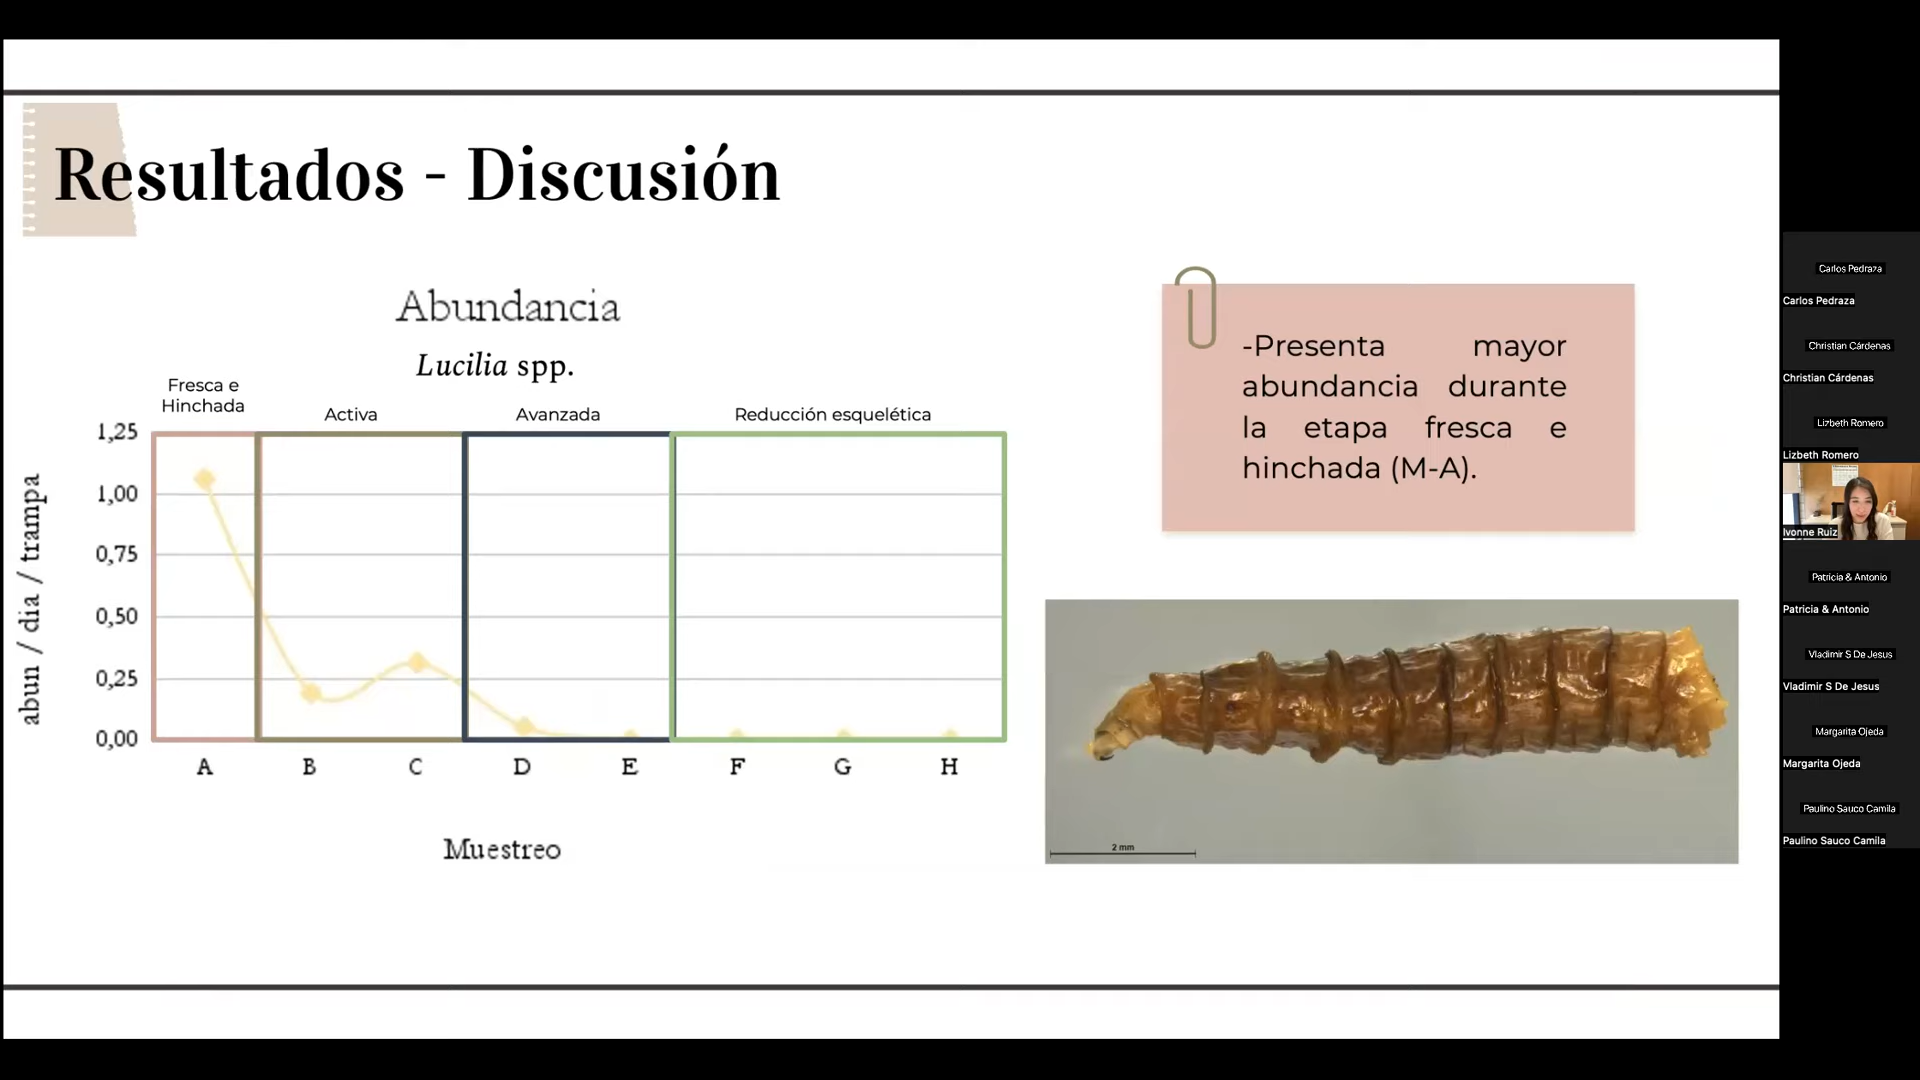 Resultados - Discusión
Abundancia
Lucilia spp.
Fresca e
Hinchada
Activa
Avanzada
Reducción esquelética
1,25
1,00
0,75
0,50
0,25
0,00
abun / dia / trampa
A B C D E F G H
Muestreo
-Presenta mayor
abundancia durante
la etapa fresca e
hinchada (M-A).
2 mm
Carlos Pedraza
Carlos Pedraza
Christian Cárdenas
Christian Cárdenas
Lizbeth Romero
Lizbeth Romero
Ivonne Ruiz
Patricia & Antonio
Patricia & Antonio
Vladimir S De Jesus
Vladimir S De Jesus
Margarita Ojeda
Margarita Ojeda
Paulino Sauco Camila
Paulino Sauco Camila